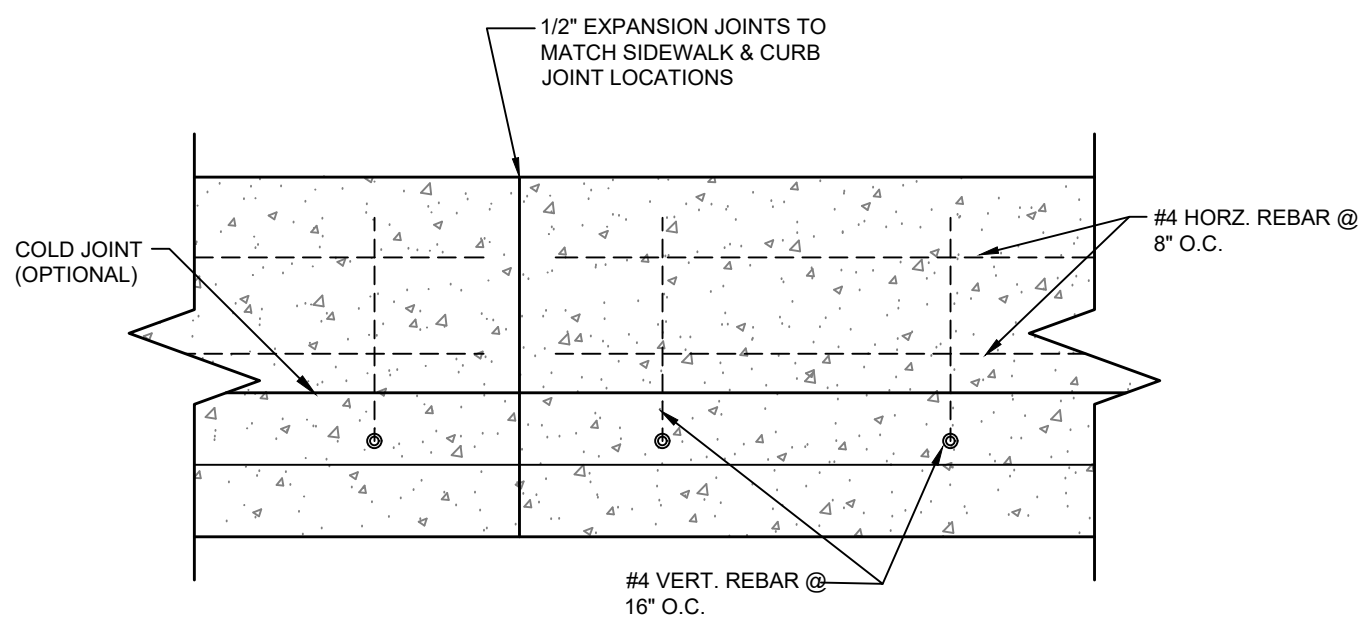 1/2" EXPANSION JOINTS TO
MATCH SIDEWALK & CURB
JOINT LOCATIONS
COLD JOINT
(OPTIONAL)
#4 HORZ. REBAR @
8" O.C.
#4 VERT. REBAR @
16" O.C.